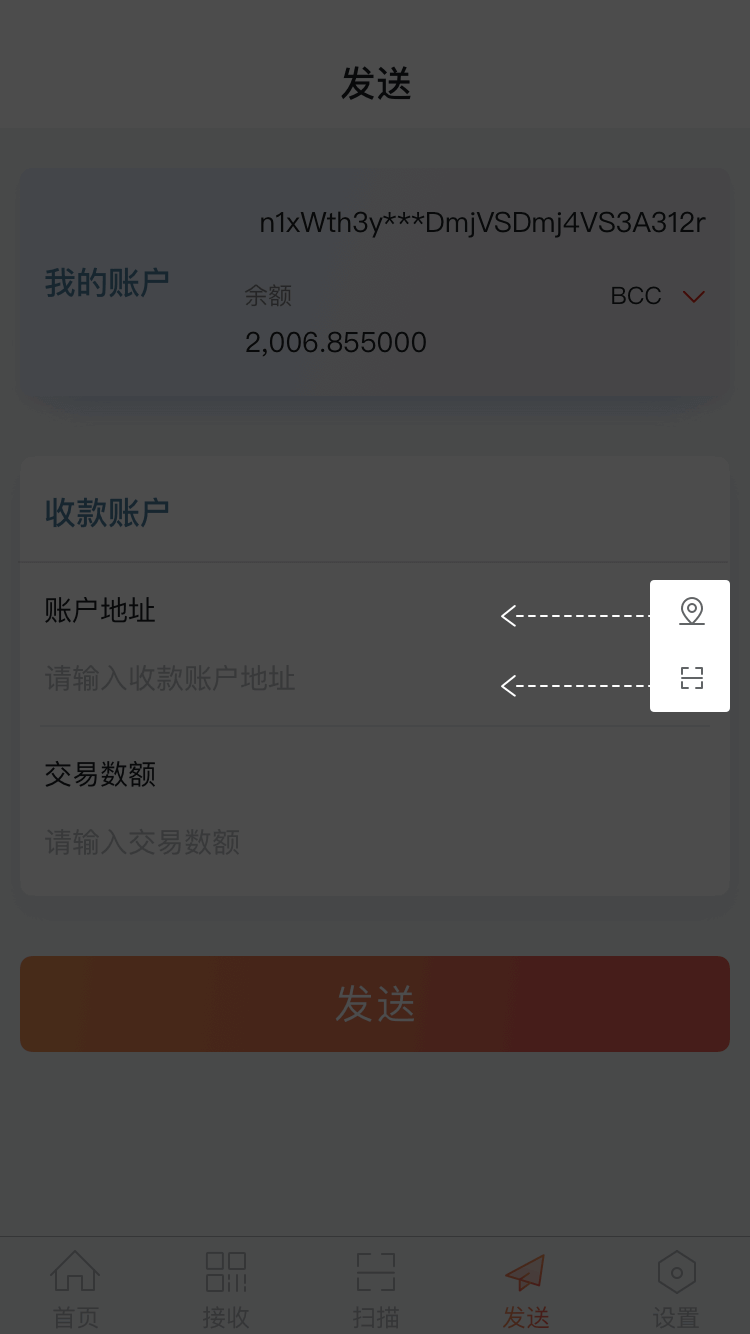 发送
n1xWth3y***DmjVSDmj4VS3A312r
我的账户
余额
BCC
2,006.855000
收款账户
账户地址
请输入收款账户地址
交易数额
请输入交易数额
发送
首页
接收
扫描
发送
设置